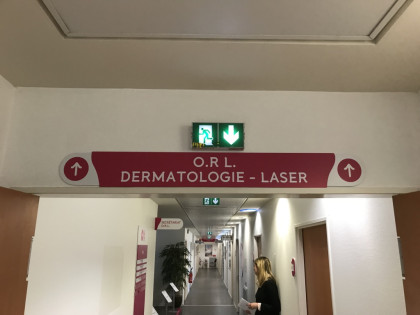 O.R L.
DERMATOLOGIE - LASER